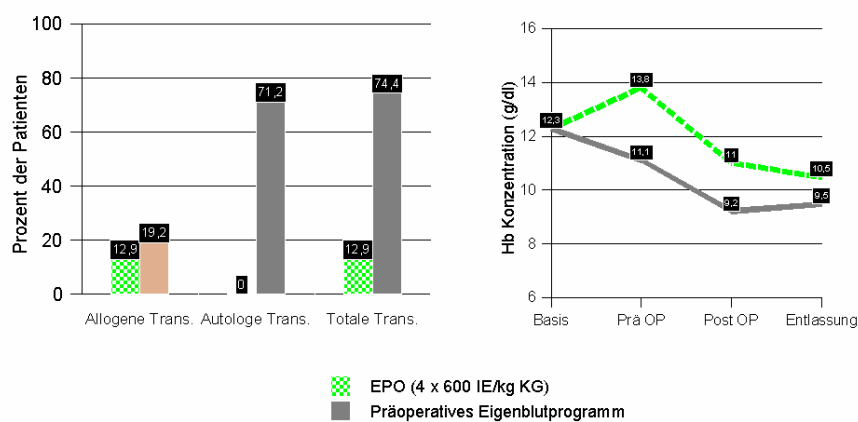 Prozent der Patienten
100
80
60
40
20
0
12,9
19,2
0
71,2
12,9
74,4
Allogene Trans.
Autologe Trans.
Totale Trans.
Hb Konzentration (g/dl)
16
14
12
10
8
6
12,3
13,8
11,1
11
9,2
10,5
9,5
Basis
Prä OP
Post OP
Entlassung
EPO (4 x 600 IE/kg KG)
Präoperatives Eigenblutprogramm